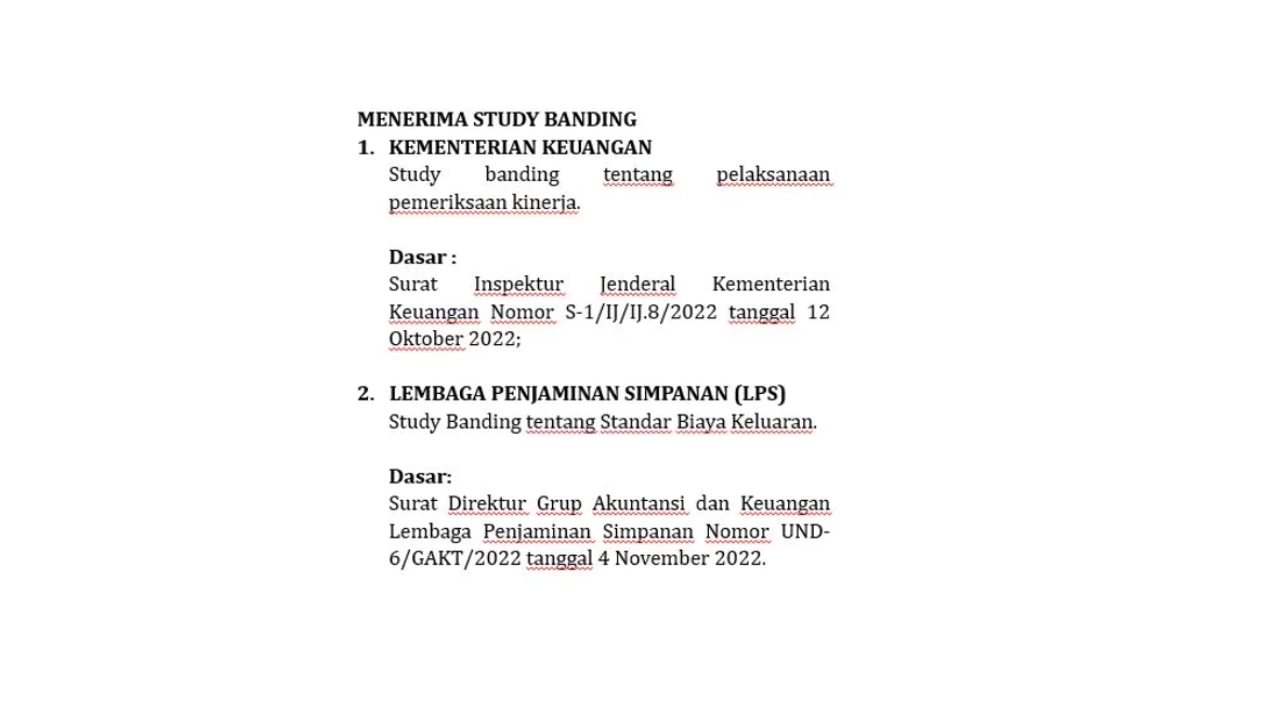 MENERIMA STUDY BANDING
1. KEMENTERIAN KEUANGAN
Study banding tentang pelaksanaan
pemeriksaan kinerja.
Dasar :
Surat Inspektur Jenderal Kementerian
Keuangan Nomor S-1/IJ/IJ.8/2022 tanggal 12
Oktober 2022;
2. LEMBAGA PENJAMINAN SIMPANAN (LPS)
Study Banding tentang Standar Biaya Keluaran.
Dasar:
Surat Direktur Grup Akuntansi dan Keuangan
Lembaga Penjaminan Simpanan Nomor UND-
6/GAKT/2022 tanggal 4 November 2022.